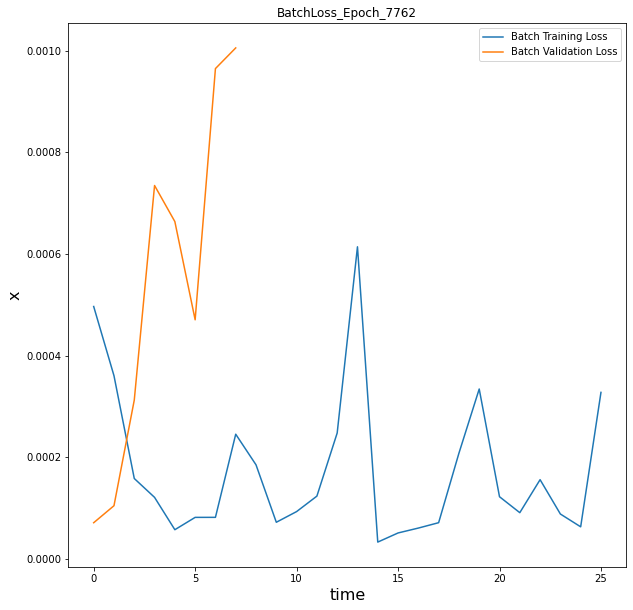 BatchLoss_Epoch_7762
Batch Training Loss
Batch Validation Loss
0.0010
0.0008
0.0006
0.0004
0.0002
0.0000
x
0 5 10 15 20 25
time